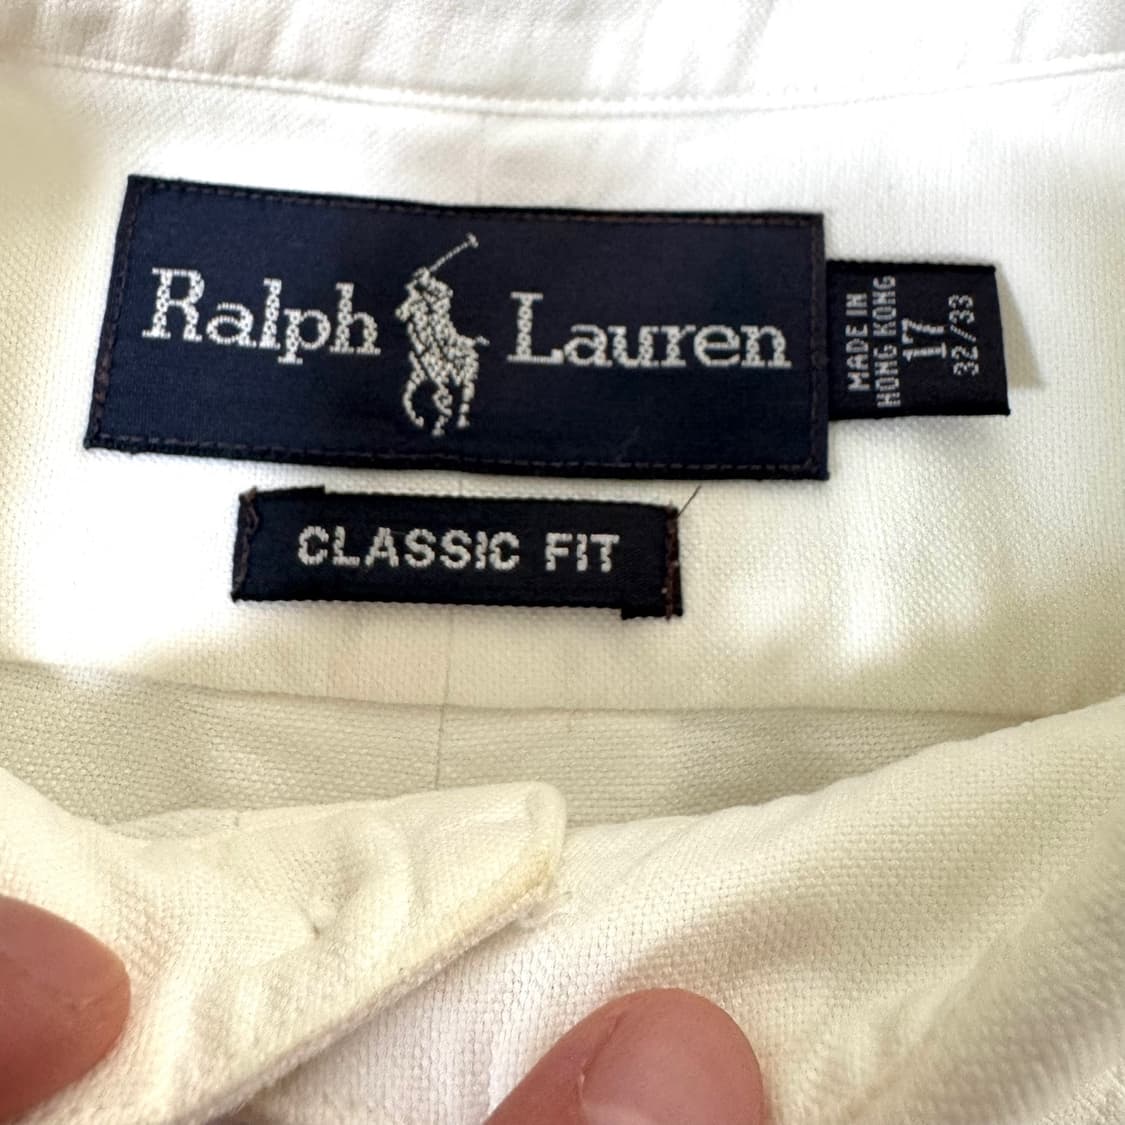 Ralph Lauren
MADE IN
HONG KONG
17
32/33
CLASSIC FIT